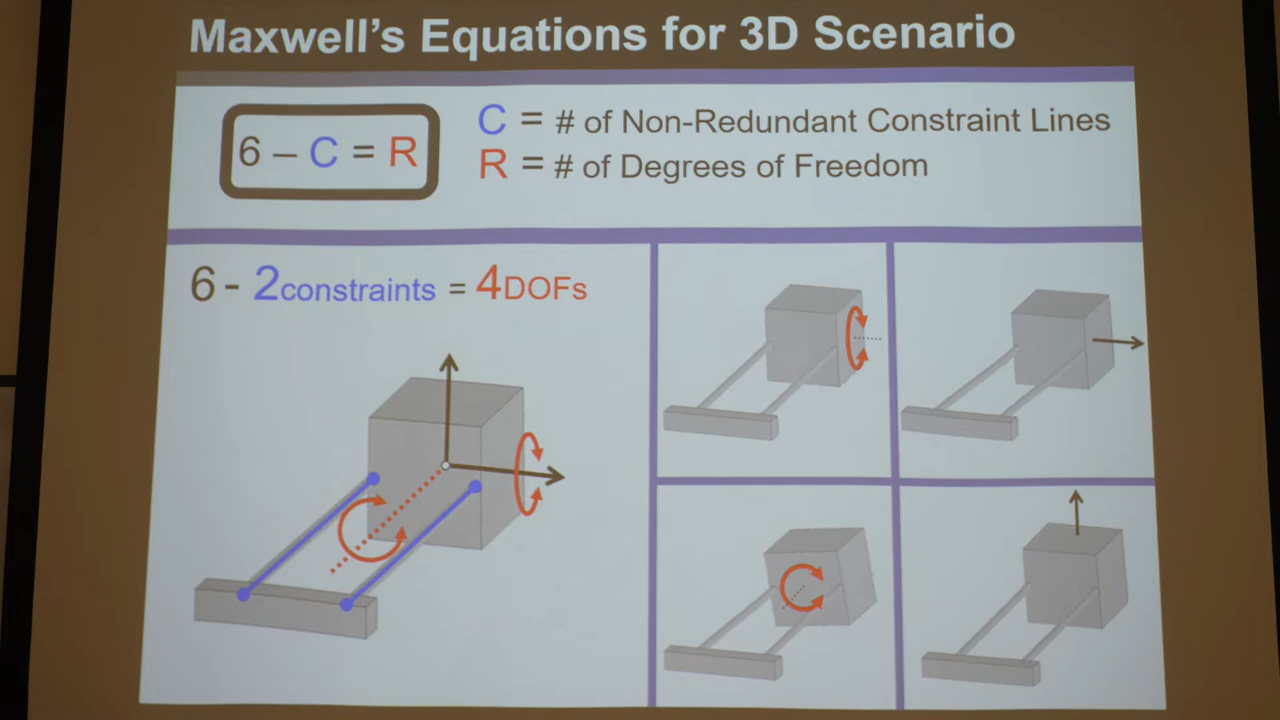 Maxwell's Equations for 3D Scenario
6 – C = R
C = # of Non-Redundant Constraint Lines
R = # of Degrees of Freedom
6 - 2constraints = 4DOFs